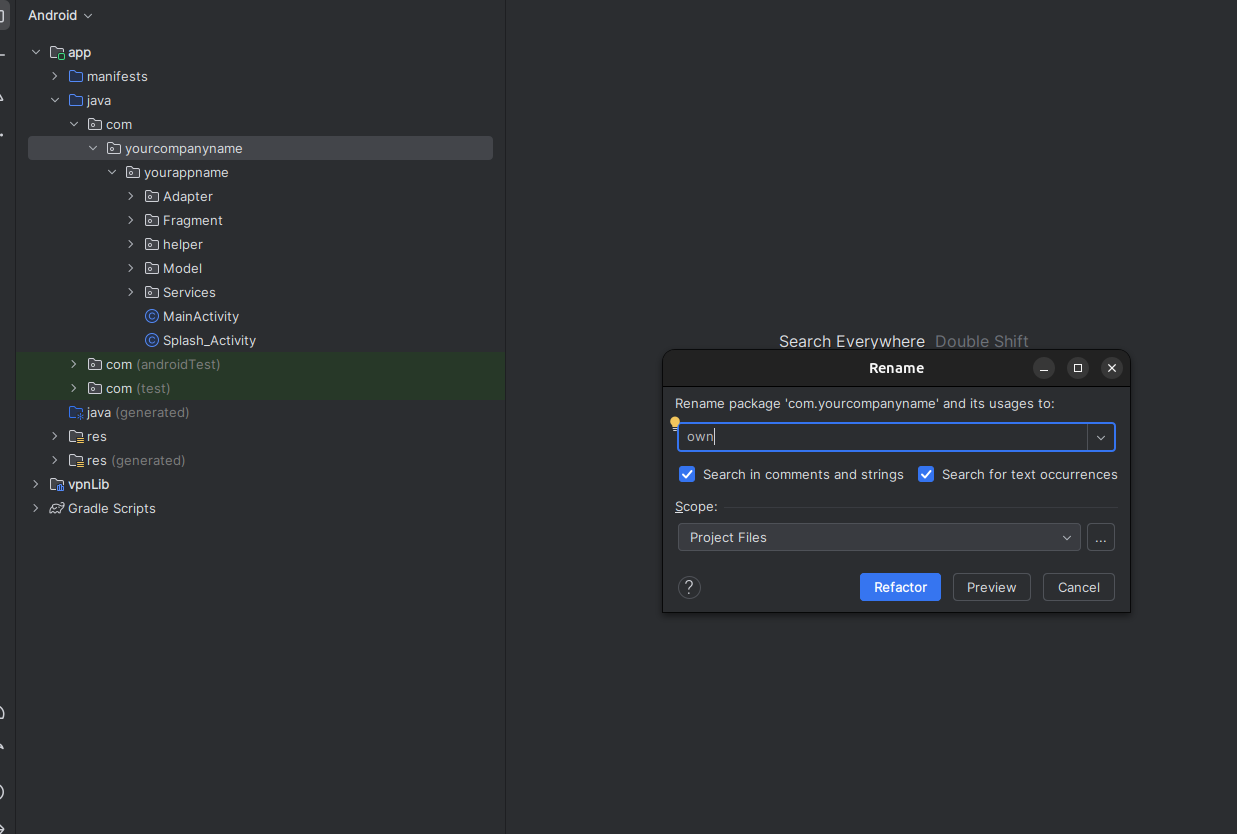 Android
app
manifests
java
com
yourcompanyname
yourappname
Adapter
Fragment
helper
Model
Services
MainActivity
Splash_Activity
com (androidTest)
com (test)
java (generated)
res
res (generated)
vpnLib
Gradle Scripts
Search Everywhere Double Shift
Rename
Rename package 'com.yourcompanyname' and its usages to:
own
Search in comments and strings Search for text occurrences
Scope:
Project Files ...
? Refactor Preview Cancel